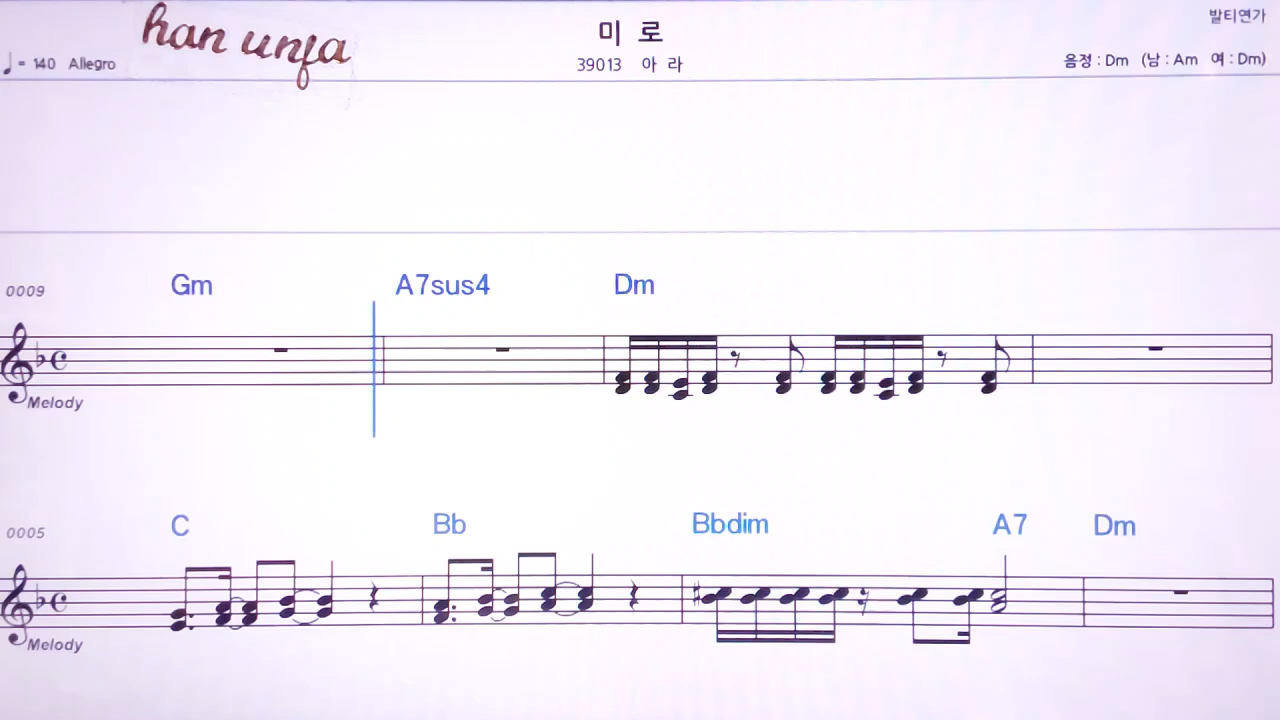 han unfa
미 로
발티연가
♩= 140 Allegro
39013 아 라
음정 : Dm (남 : Am 여 : Dm)
Gm A7sus4 Dm
0009
Melody
C Bb Bbdim A7 Dm
0005
Melody